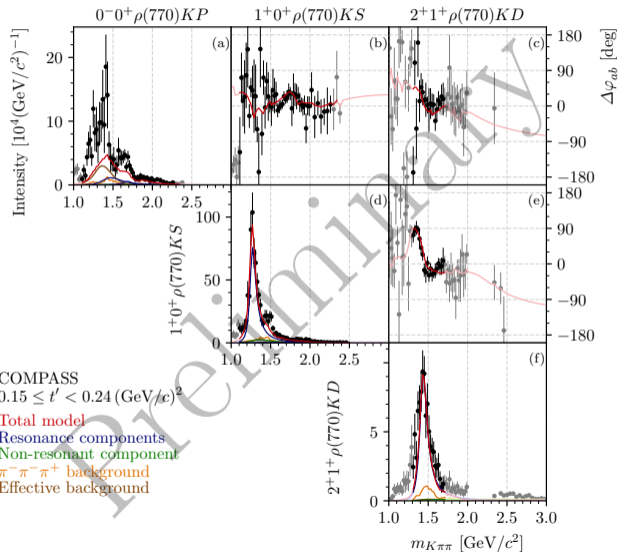 0⁻0⁺ρ(770)KP 1⁺0⁺ρ(770)KS 2⁺1⁺ρ(770)KD
Intensity [10⁴(GeV/c²)⁻¹]
20
10
0
(a)
1.0 1.5 2.0 2.5
(b)
(c)
180
90
0
−90
−180
Δφ_ab [deg]
1⁺0⁺ρ(770)KS
100
50
0
(d)
1.0 1.5 2.0 2.5
(e)
180
90
0
−90
−180
2⁺1⁺ρ(770)KD
10
5
0
(f)
1.0 1.5 2.0 2.5 3.0
m_Kππ [GeV/c²]
COMPASS
0.15 ≤ t′ < 0.24 (GeV/c)²
Total model
Resonance components
Non-resonant component
π⁻π⁻π⁺ background
Effective background
Preliminary